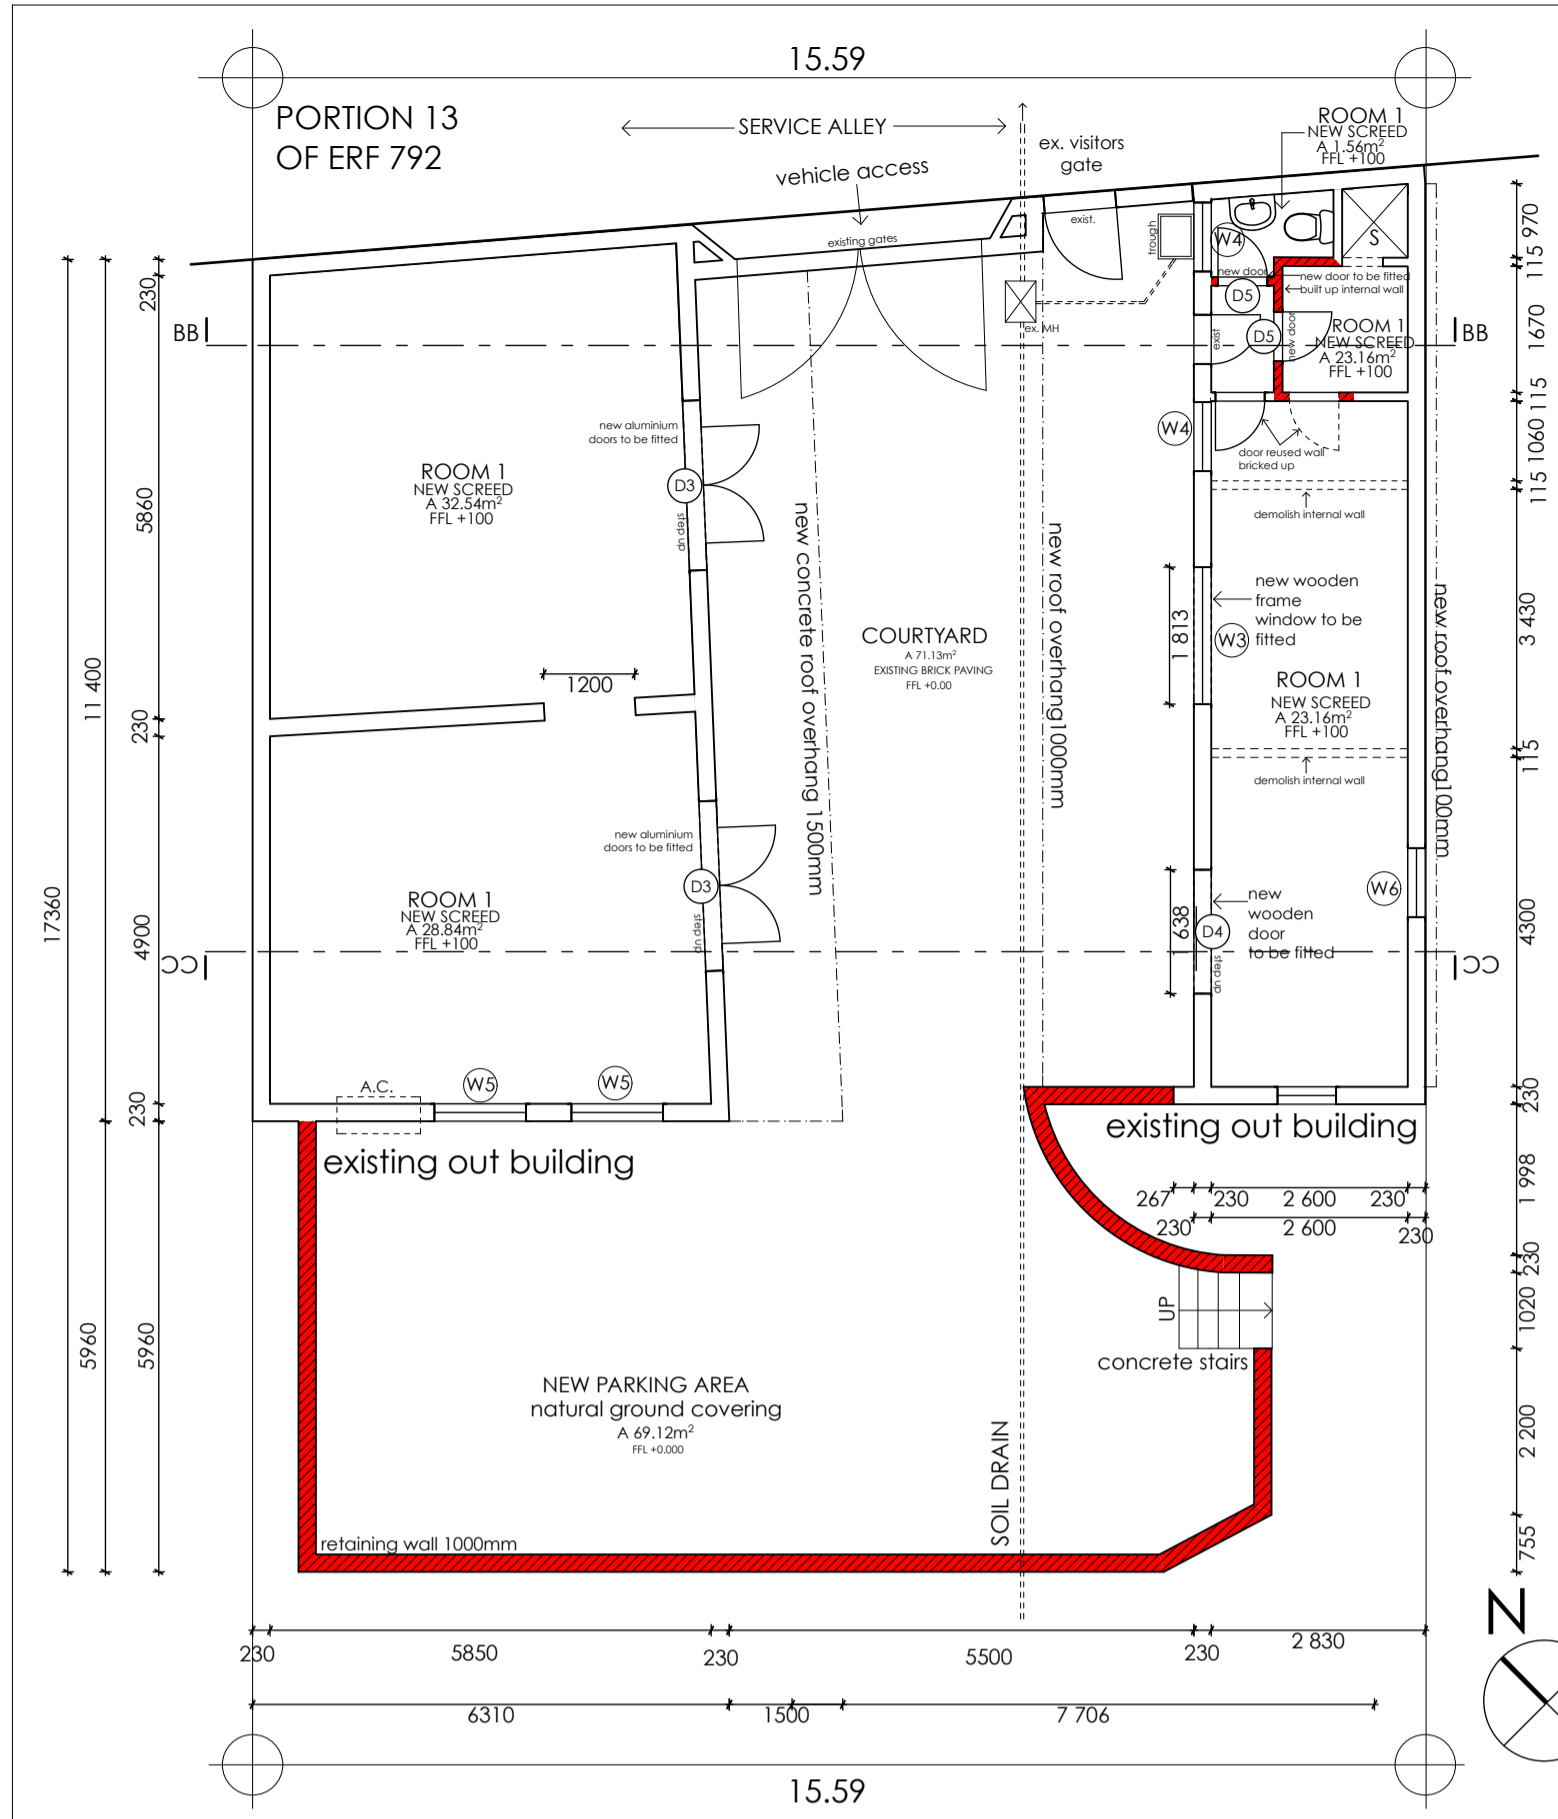 15.59
PORTION 13
OF ERF 792
SERVICE ALLEY
vehicle access
ex. visitors
gate
ROOM 1
NEW SCREED
A 1.56m²
FFL +100
existing gates
exist.
trough
W4
S
new door
new door to be fitted
built up internal wall
D5
D5
exist
new door
ROOM 1
NEW SCREED
A 23.16m²
FFL +100
ex. MH
BB
BB
W4
door reused wall
bricked up
demolish internal wall
new aluminium
doors to be fitted
D3
step up
ROOM 1
NEW SCREED
A 32.54m²
FFL +100
new concrete roof overhang 1500mm
new roof overhang1000mm
new roof overhang100mm
COURTYARD
A 71.13m²
EXISTING BRICK PAVING
FFL +0.00
1 813
new wooden
frame
window to be
fitted
W3
ROOM 1
NEW SCREED
A 23.16m²
FFL +100
demolish internal wall
1200
new aluminium
doors to be fitted
D3
step up
ROOM 1
NEW SCREED
A 28.84m²
FFL +100
W6
638
new
wooden
door
to be fitted
D4
step up
CC
CC
A.C.
W5
W5
existing out building
existing out building
267
230
2 600
230
230
2 600
230
UP
concrete stairs
NEW PARKING AREA
natural ground covering
A 69.12m²
FFL +0.000
SOIL DRAIN
retaining wall 1000mm
17360
11 400
5960
230
5860
230
4900
230
5960
970
115
1670
115
1060
115
3 430
115
4300
230
1 998
230
1020
2 200
755
N
230
5850
230
5500
230
2 830
6310
1500
7 706
15.59